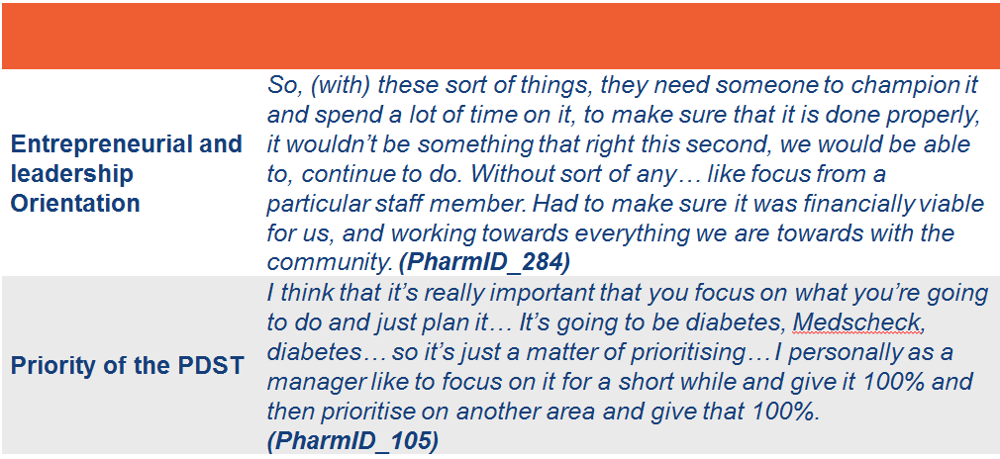 Entrepreneurial and
leadership
Orientation
So, (with) these sort of things, they need someone to champion it
and spend a lot of time on it, to make sure that it is done properly,
it wouldn’t be something that right this second, we would be able
to, continue to do. Without sort of any… like focus from a
particular staff member. Had to make sure it was financially viable
for us, and working towards everything we are towards with the
community. (PharmID_284)
Priority of the PDST
I think that it’s really important that you focus on what you’re going
to do and just plan it… It’s going to be diabetes, Medscheck,
diabetes… so it’s just a matter of prioritising… I personally as a
manager like to focus on it for a short while and give it 100% and
then prioritise on another area and give that 100%.
(PharmID_105)